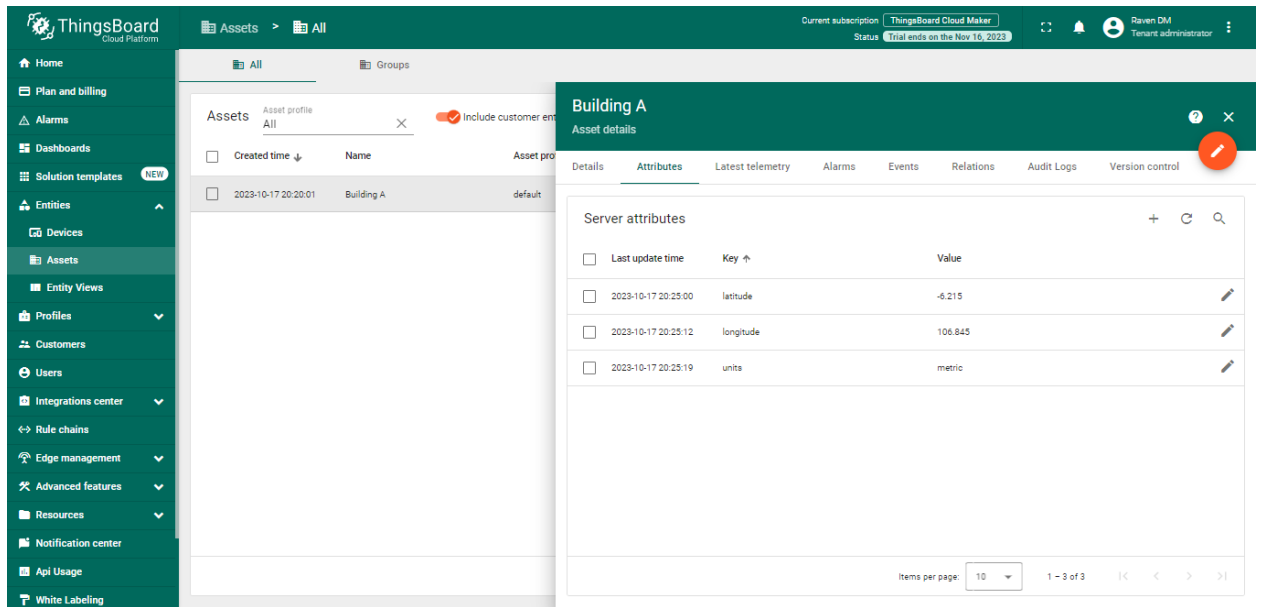 ThingsBoard
Cloud Platform
Assets > All
Current subscription ThingsBoard Cloud Maker
Status Trial ends on the Nov 16, 2023
Raven DM
Tenant administrator
Home
Plan and billing
Alarms
Dashboards
Solution templates NEW
Entities
Devices
Assets
Entity Views
Profiles
Customers
Users
Integrations center
Rule chains
Edge management
Advanced features
Resources
Notification center
Api Usage
White Labeling
All Groups
Assets
Asset profile
All
Include customer ent
Created time Name Asset pro
2023-10-17 20:20:01 Building A default
Building A
Asset details
Details Attributes Latest telemetry Alarms Events Relations Audit Logs Version control
Server attributes
Last update time Key Value
2023-10-17 20:25:00 latitude -6.215
2023-10-17 20:25:12 longitude 106.845
2023-10-17 20:25:19 units metric
Items per page: 10 1 – 3 of 3